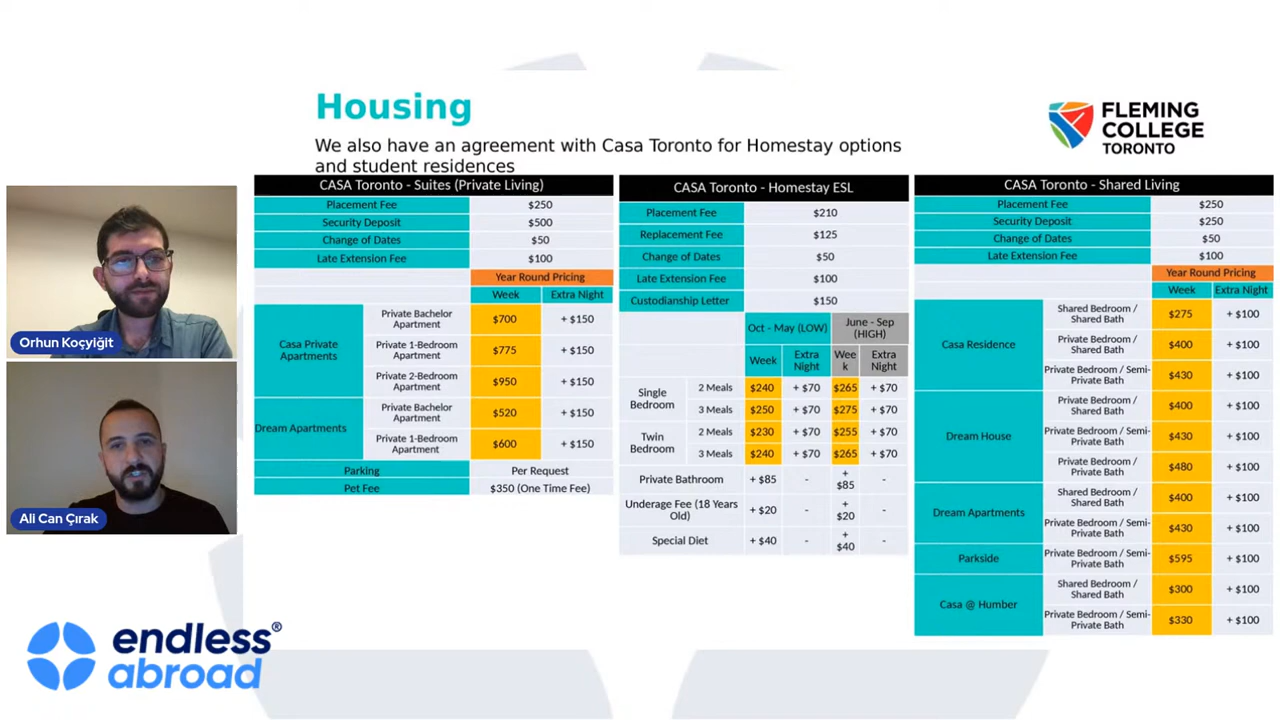 Housing
We also have an agreement with Casa Toronto for Homestay options
and student residences
FLEMING
COLLEGE
TORONTO
Orhun Koçyiğit
Ali Can Çırak
endless®
abroad
CASA Toronto - Suites (Private Living)
Placement Fee $250
Security Deposit $500
Change of Dates $50
Late Extension Fee $100
Year Round Pricing
Week Extra Night
Casa Private
Apartments
Private Bachelor
Apartment
$700 + $150
Private 1-Bedroom
Apartment
$775 + $150
Private 2-Bedroom
Apartment
$950 + $150
Dream Apartments
Private Bachelor
Apartment
$520 + $150
Private 1-Bedroom
Apartment
$600 + $150
Parking Per Request
Pet Fee $350 (One Time Fee)
CASA Toronto - Homestay ESL
Placement Fee $210
Replacement Fee $125
Change of Dates $50
Late Extension Fee $100
Custodianship Letter $150
Oct - May (LOW)
June - Sep
(HIGH)
Week
Extra
Night
Wee
k
Extra
Night
Single
Bedroom
2 Meals $240 + $70 $265 + $70
3 Meals $250 + $70 $275 + $70
Twin
Bedroom
2 Meals $230 + $70 $255 + $70
3 Meals $240 + $70 $265 + $70
Private Bathroom + $85 -
+
$85
-
Underage Fee (18 Years
Old)
+ $20 -
+
$20
-
Special Diet + $40 -
+
$40
-
CASA Toronto - Shared Living
Placement Fee $250
Security Deposit $250
Change of Dates $50
Late Extension Fee $100
Year Round Pricing
Week Extra Night
Casa Residence
Shared Bedroom /
Shared Bath
$275 + $100
Private Bedroom /
Shared Bath
$400 + $100
Private Bedroom / Semi-
Private Bath
$430 + $100
Dream House
Private Bedroom /
Shared Bath
$400 + $100
Private Bedroom / Semi-
Private Bath
$430 + $100
Private Bedroom /
Private Bath
$480 + $100
Dream Apartments
Shared Bedroom /
Shared Bath
$400 + $100
Private Bedroom / Semi-
Private Bath
$430 + $100
Parkside
Private Bedroom / Semi-
Private Bath
$595 + $100
Casa @ Humber
Shared Bedroom /
Shared Bath
$300 + $100
Private Bedroom / Semi-
Private Bath
$330 + $100